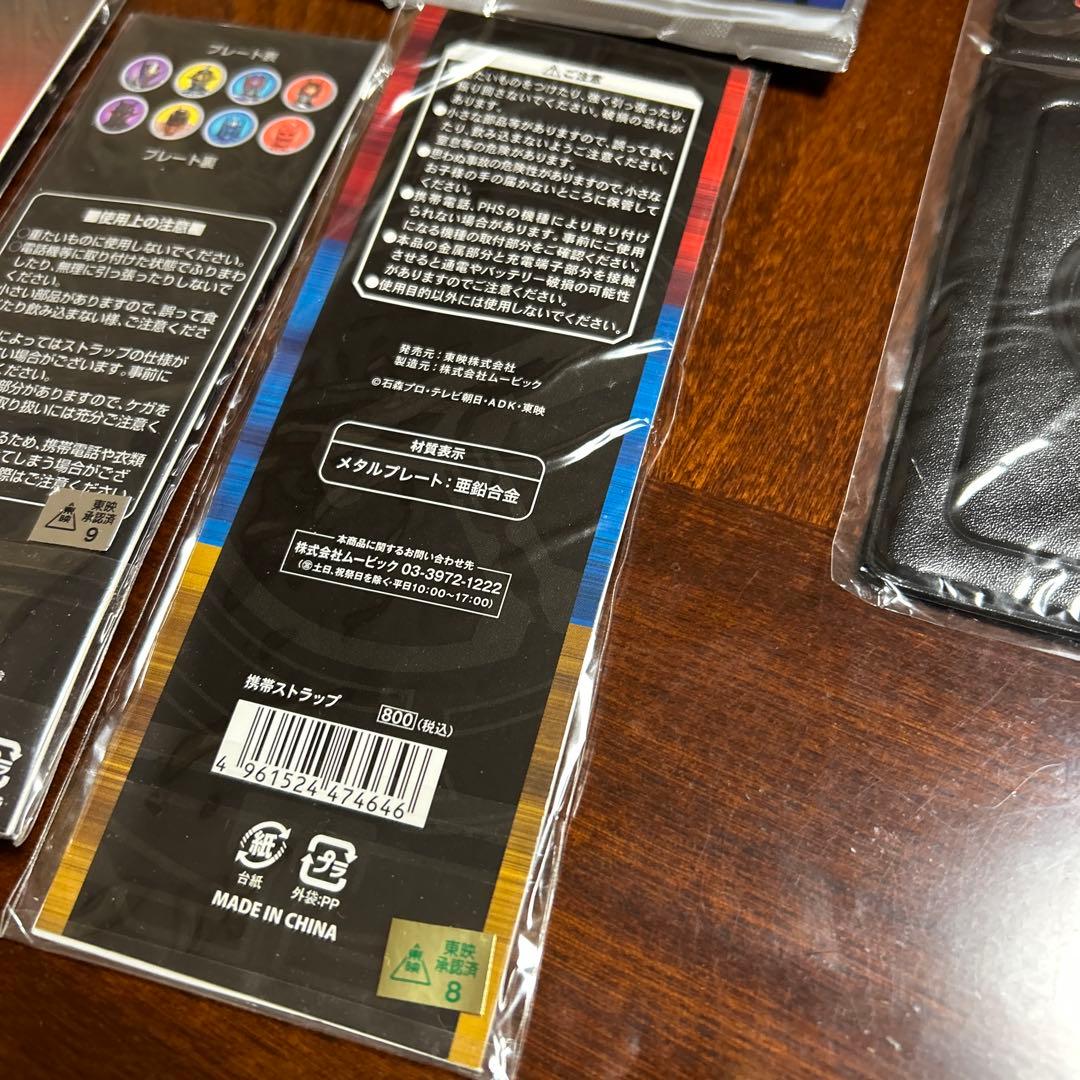 プレート表
プレート裏
■使用上の注意■
○重たいものに使用しないでください。
○電話機等に取り付けた状態でふりまわ
したり、無理に引っ張ったりしないで
ください。
小さい部品がありますので、誤って食
たり飲み込まない様、ご注意くださ
によってはストラップの仕様が
い場合がございます。事前に
ください。
部分がありますので、ケガを
取り扱いには充分ご注意く
るため、携帯電話や衣類
てしまう場合がござ
際はご注意ください。
東映
東映
承認済
9
プラ
⚠ご注意
重たいものをつけたり、強く引っ張ったり、
振り回さないでください。破損の恐れが
あります。
●小さな部品等がありますので、誤って食べ
たり、飲み込まないようご注意ください。
窒息等の危険があります。
●思わぬ事故の危険性がありますので、小さな
お子様の手の届かないところに保管して
ください。
●携帯電話、PHSの機種により取り付け
られない場合があります。事前にご使用
になる機種の取付部分をご確認ください。
●本品の金属部分と充電端子部分を接触
させると通電やバッテリー破損の可能性
がありますのでご注意ください。
●使用目的以外には使用しないでください。
発売元：東映株式会社
製造元：株式会社ムービック
©石森プロ・テレビ朝日・ADK・東映
材質表示
メタルプレート：亜鉛合金
本商品に関するお問い合わせ先
株式会社ムービック 03-3972-1222
(㊡土日、祝祭日を除く・平日10:00~17:00)
携帯ストラップ 800(税込)
4 961524 474646
紙
台紙
プラ
外袋:PP
MADE IN CHINA
東映
東映
承認済
8